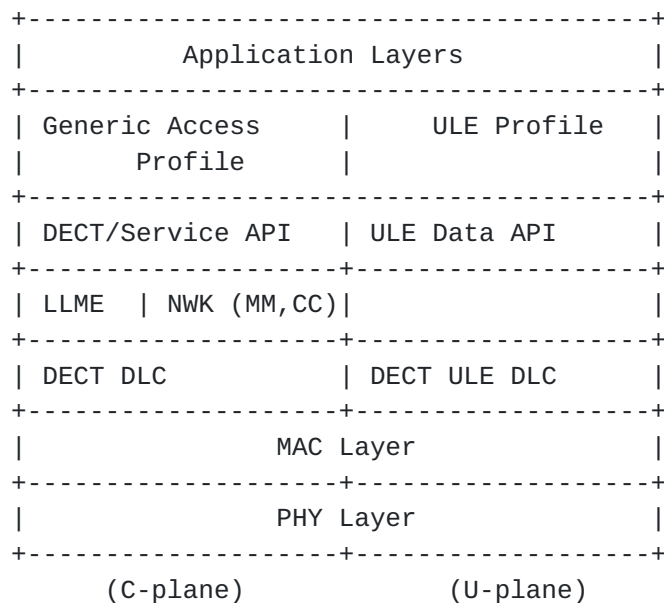 +----------------------------------------+
|          Application Layers            |
+----------------------------------------+
| Generic Access     |     ULE Profile   |
|       Profile      |                   |
+----------------------------------------+
| DECT/Service API   | ULE Data API      |
+--------------------+-------------------+
| LLME  | NWK (MM,CC)|                   |
+--------------------+-------------------+
| DECT DLC           | DECT ULE DLC      |
+--------------------+-------------------+
|                MAC Layer               |
+--------------------+-------------------+
|                PHY Layer               |
+--------------------+-------------------+
      (C-plane)             (U-plane)